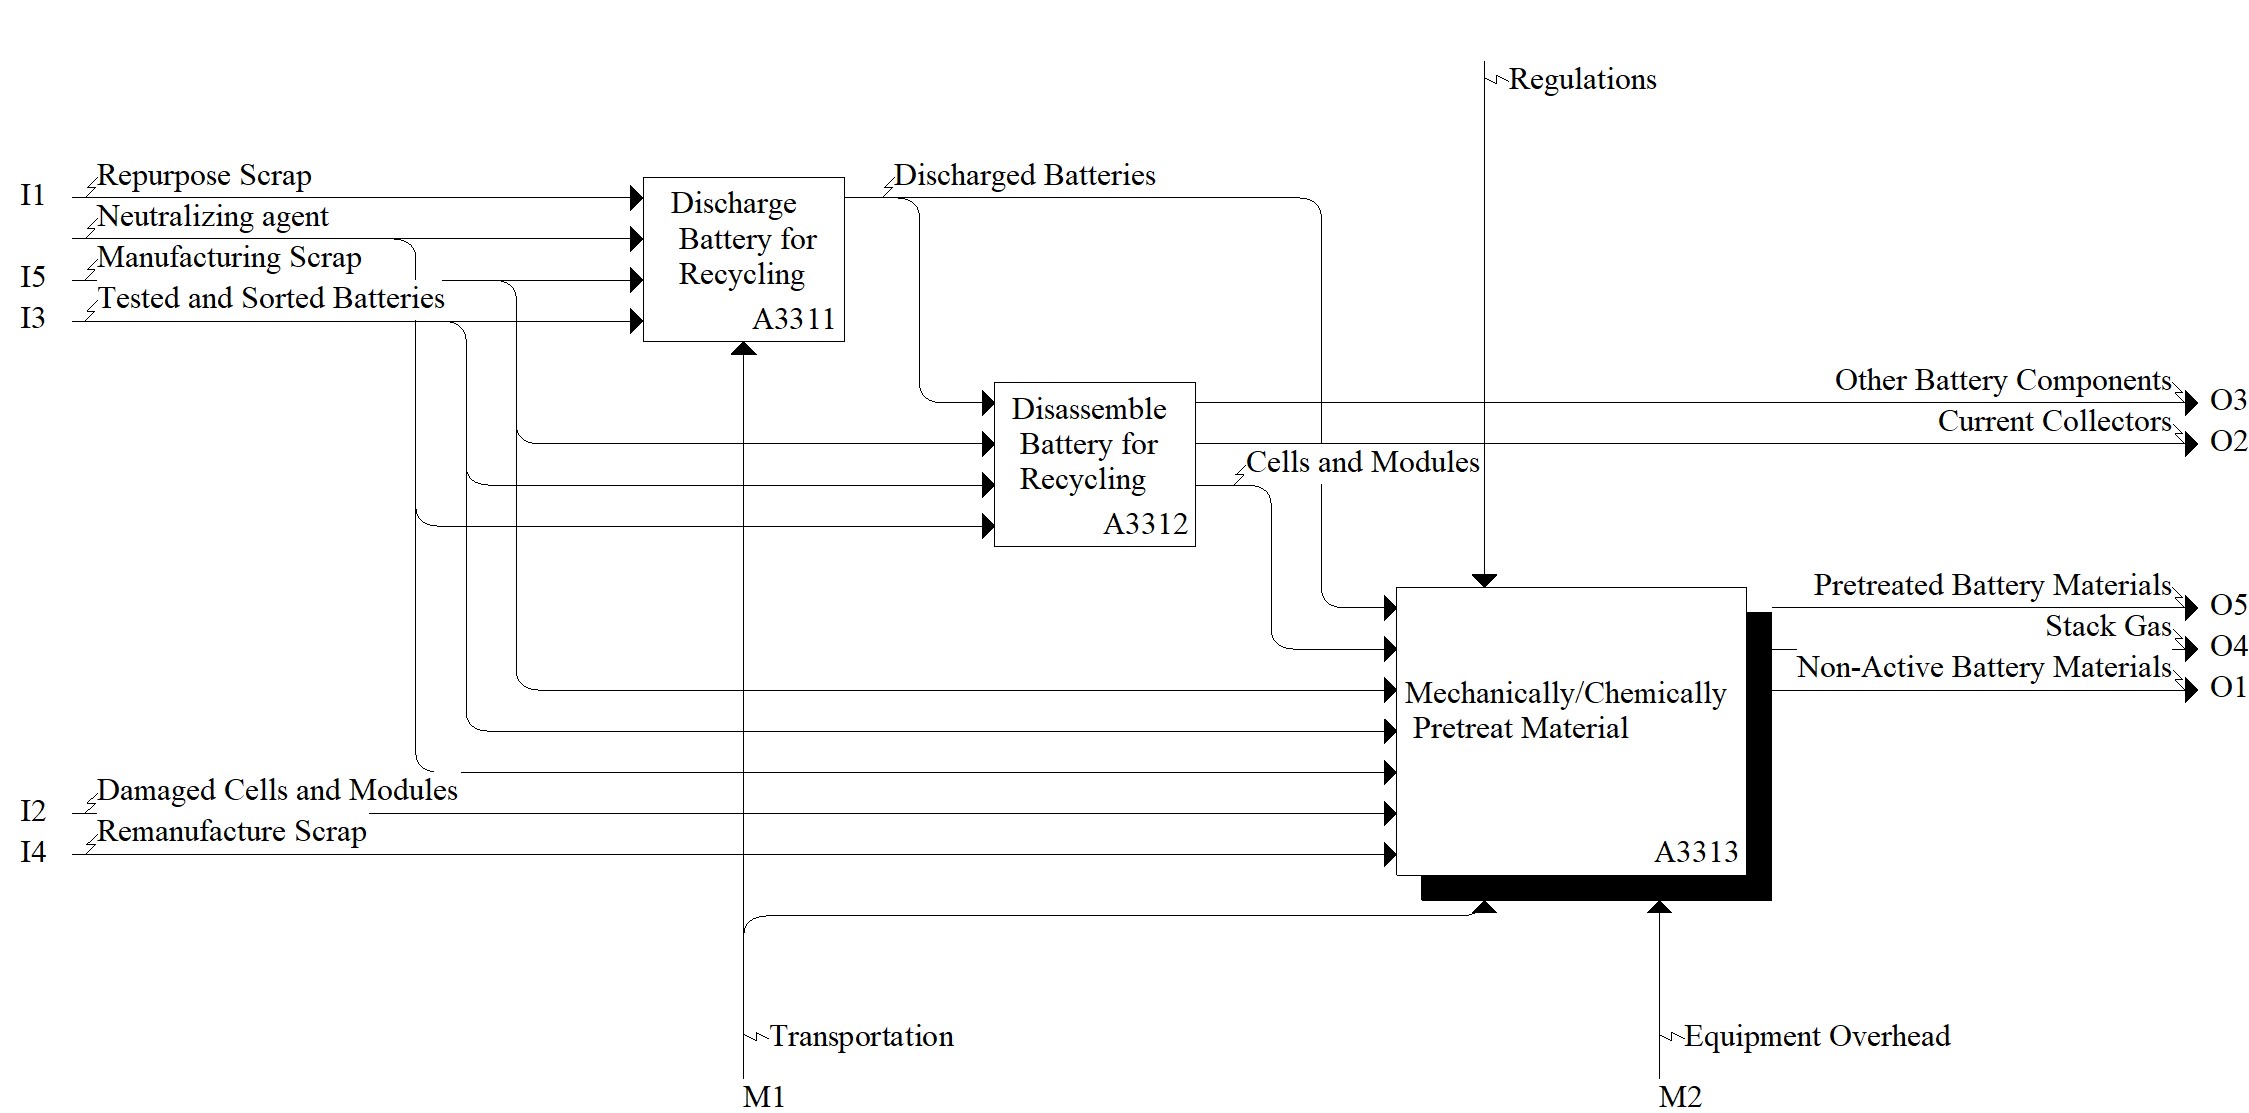 Regulations
I1
Repurpose Scrap
Neutralizing agent
I5
Manufacturing Scrap
I3
Tested and Sorted Batteries
Discharge
Battery for
Recycling
A3311
Discharged Batteries
Disassemble
Battery for
Recycling
A3312
Other Battery Components
O3
Current Collectors
O2
Cells and Modules
Pretreated Battery Materials
O5
Stack Gas
O4
Non-Active Battery Materials
O1
Mechanically/Chemically
Pretreat Material
A3313
I2
Damaged Cells and Modules
I4
Remanufacture Scrap
Transportation
M1
Equipment Overhead
M2